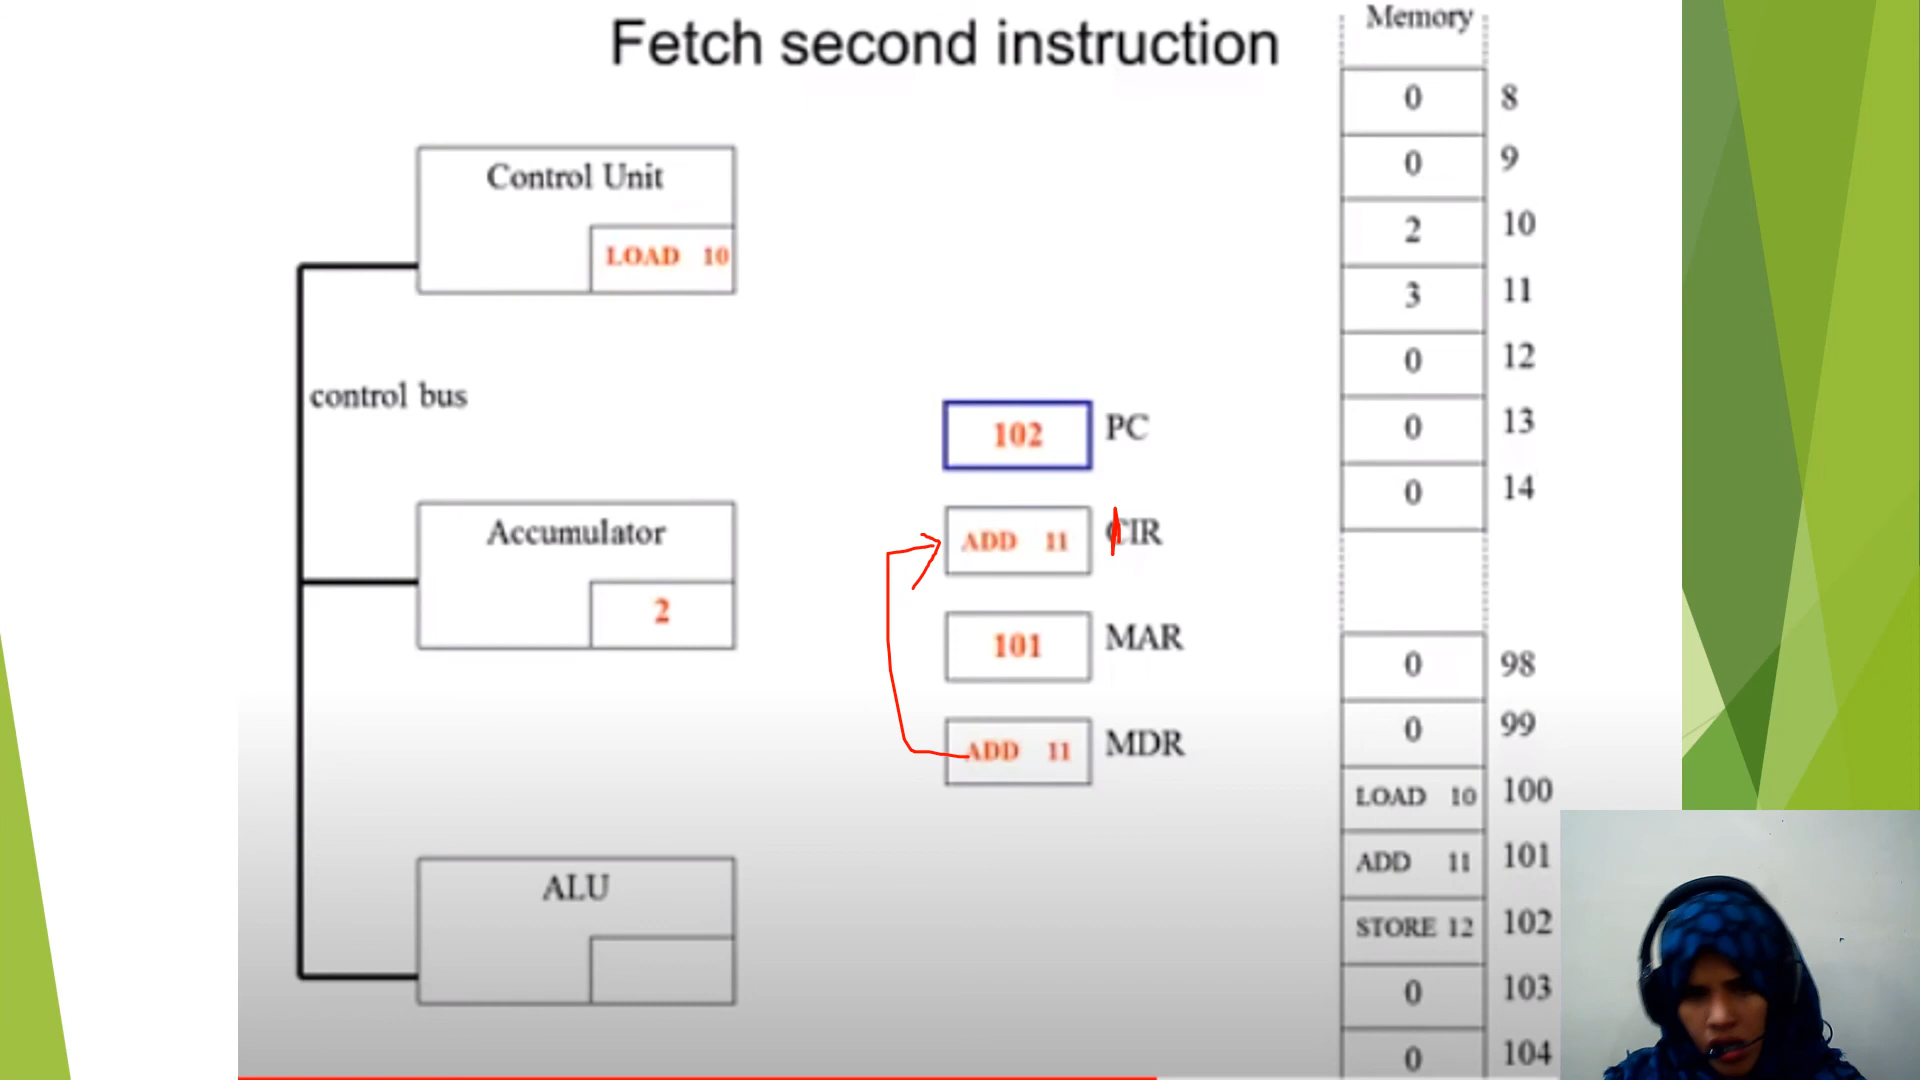 Fetch second instruction
Memory
0 8
0 9
2 10
3 11
0 12
0 13
0 14
0 98
0 99
LOAD 10 100
ADD 11 101
STORE 12 102
0 103
0 104
Control Unit
LOAD 10
control bus
Accumulator
2
ALU
102 PC
ADD 11 CIR
101 MAR
ADD 11 MDR